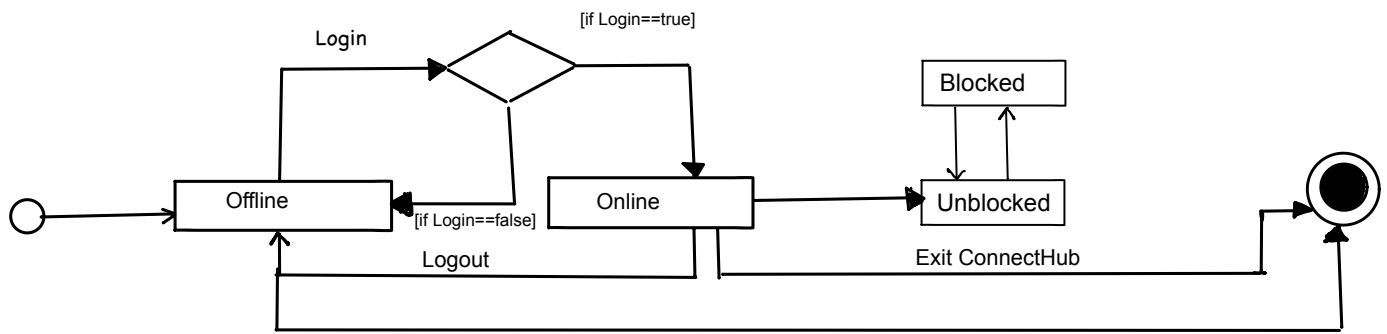 [if Login==true]
Login
Blocked
Offline
Online
Unblocked
[if Login==false]
Logout
Exit ConnectHub